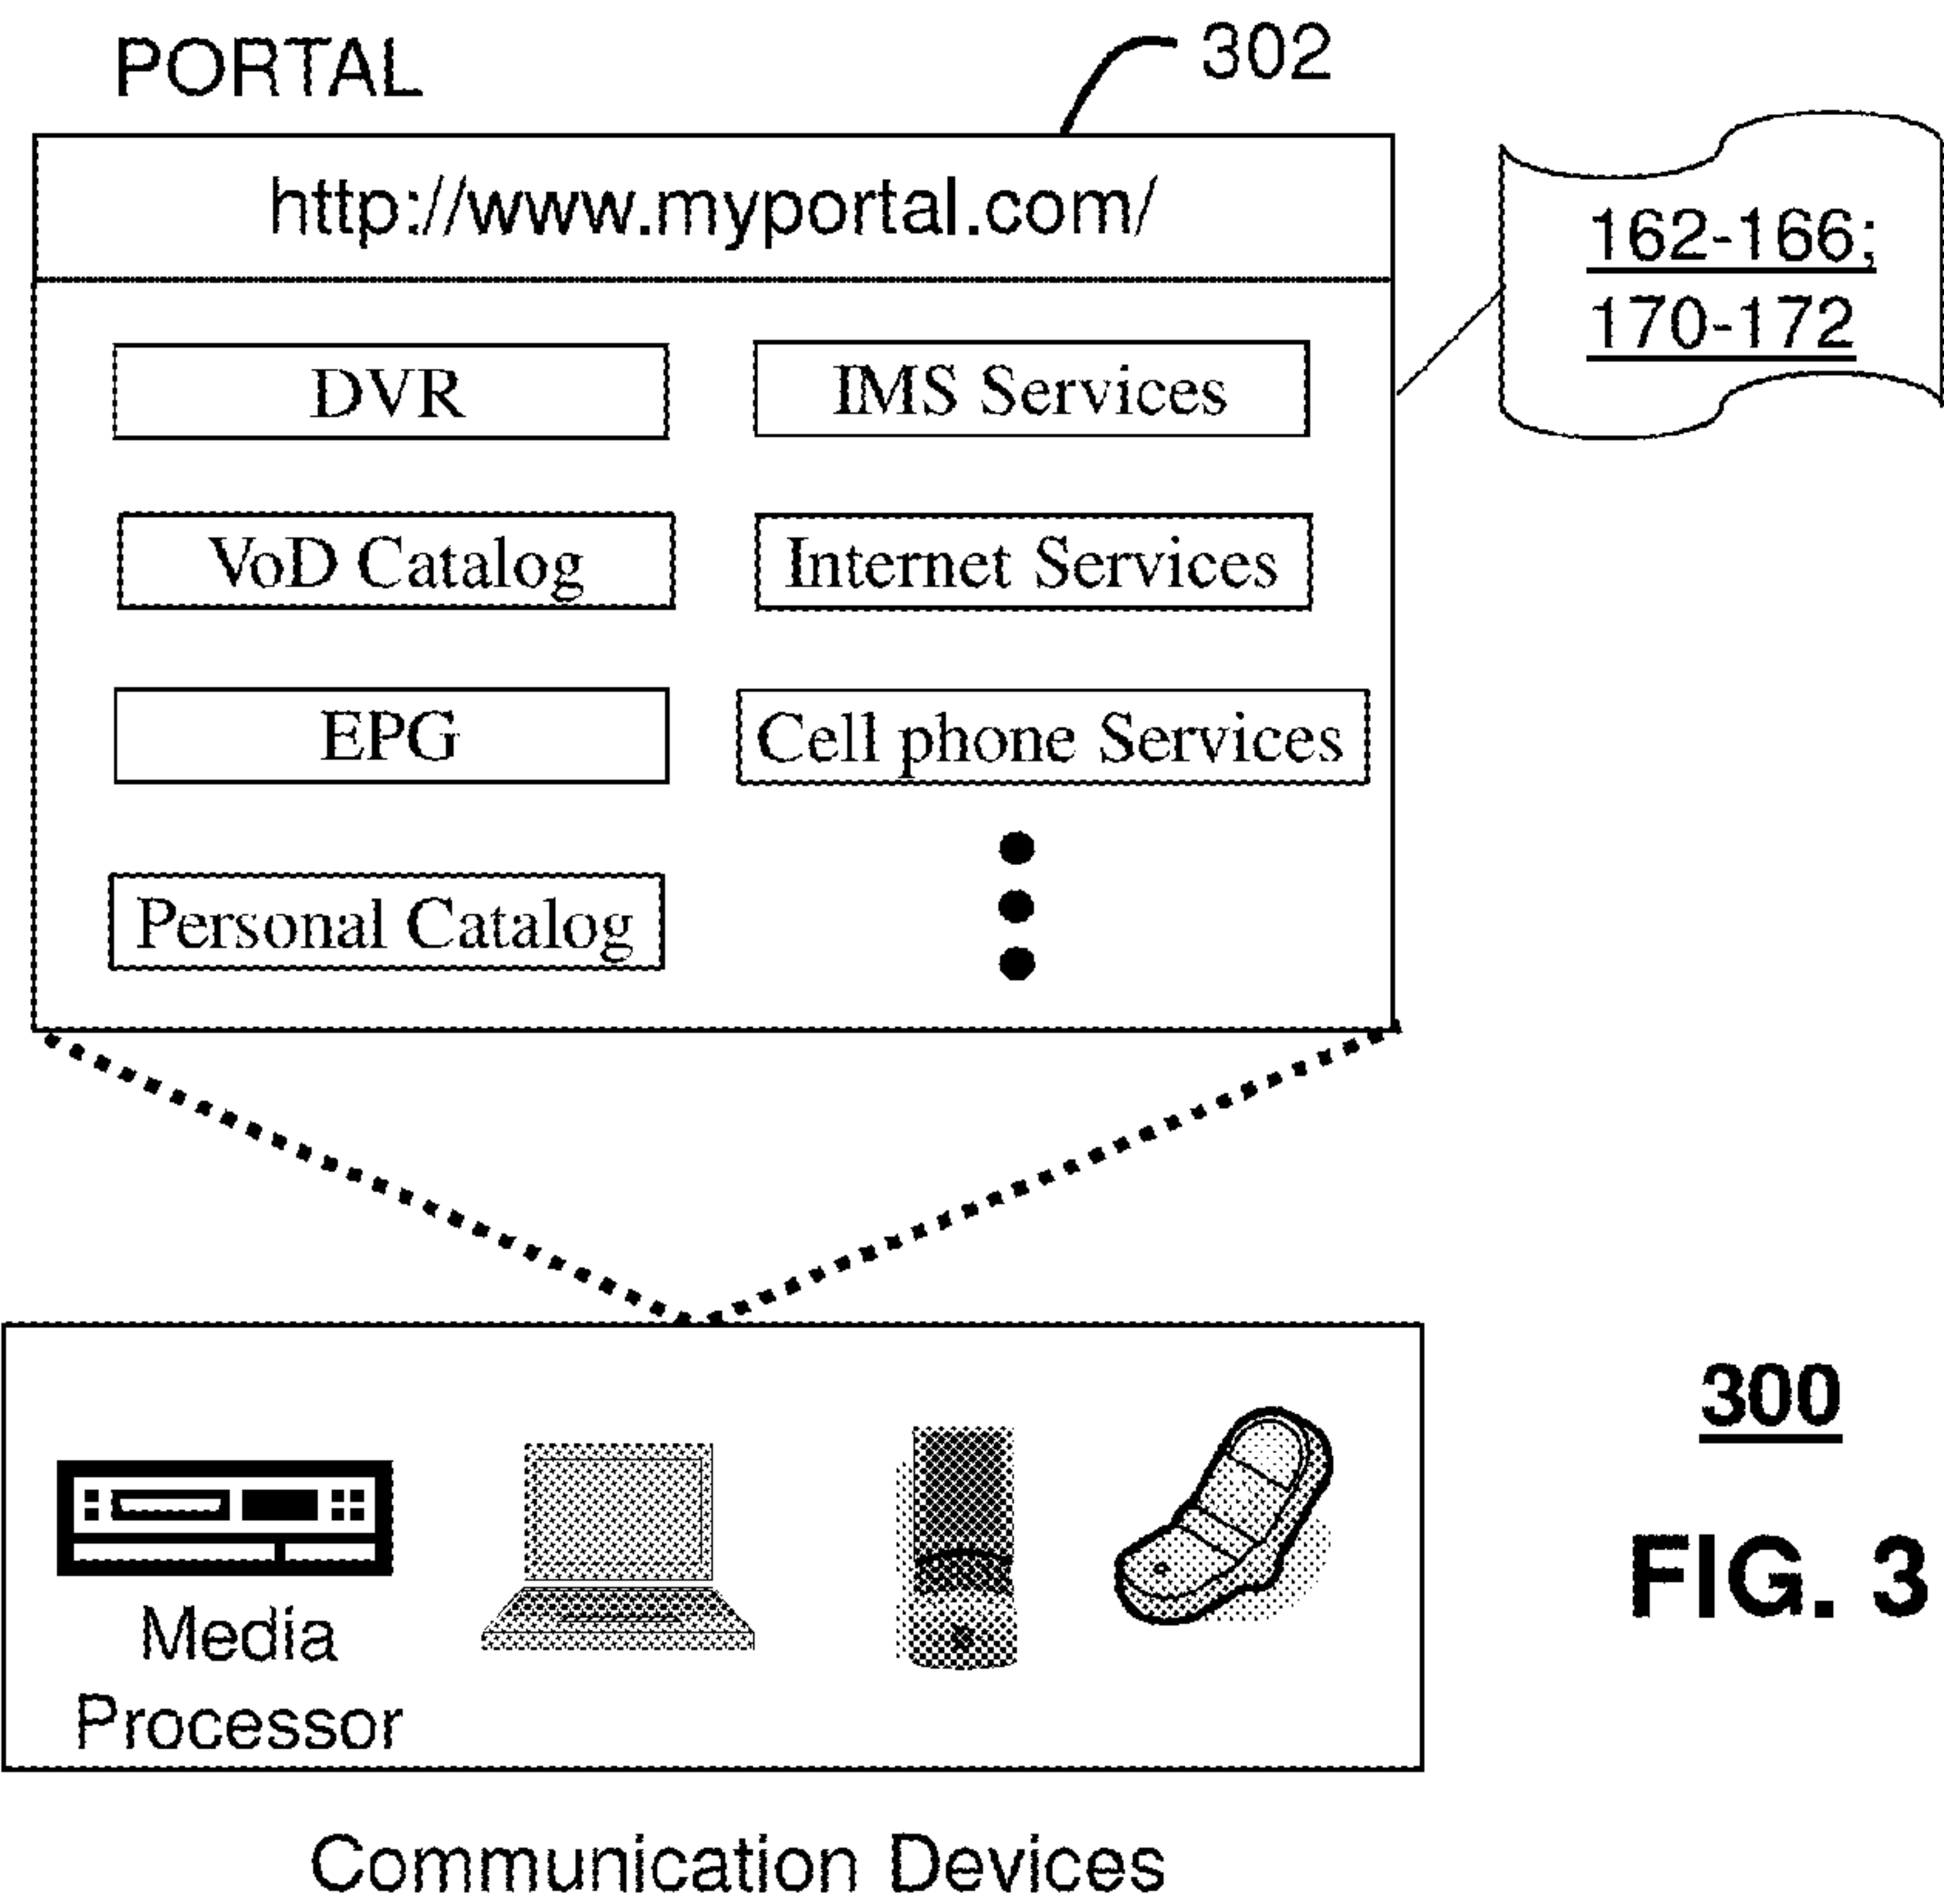 PORTAL
302
http://www.myportal.com/
162-166;
170-172
DVR
IMS Services
VoD Catalog
Internet Services
EPG
Cell phone Services
Personal Catalog
300
FIG. 3
Media
Processor
Communication Devices